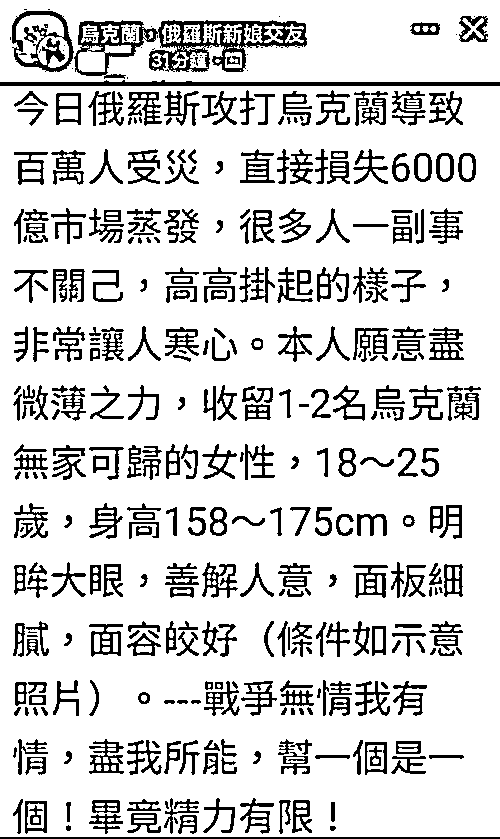 烏克蘭，俄羅斯新娘交友
31分鐘·
今日俄羅斯攻打烏克蘭導致
百萬人受災，直接損失6000
億市場蒸發，很多人一副事
不關己，高高掛起的樣子，
非常讓人寒心。本人願意盡
微薄之力，收留1-2名烏克蘭
無家可歸的女性，18～25
歲，身高158～175cm。明
眸大眼，善解人意，面板細
膩，面容皎好（條件如示意
照片）。---戰爭無情我有
情，盡我所能，幫一個是一
個！畢竟精力有限！